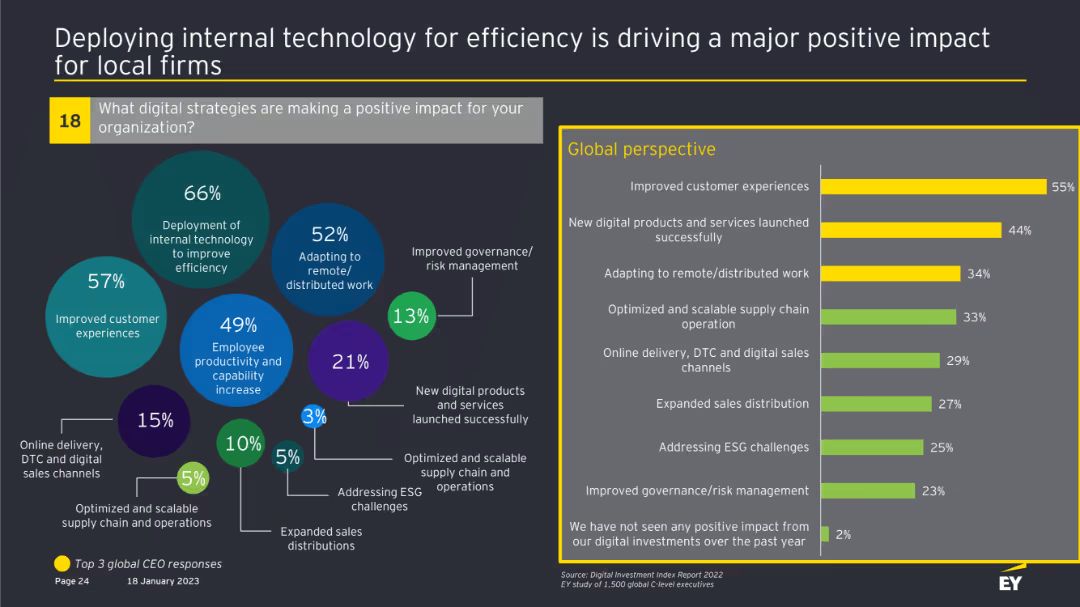 Deploying internal technology for efficiency is driving a major positive impact
for local firms
18
What digital strategies are making a positive impact for your
organization?
66%
Deployment of
internal technology
to improve
efficiency
52%
Adapting to
remote/
distributed work
Improved governance/
risk management
57%
Improved customer
experiences
49%
Employee
productivity and
capability
increase
13%
21%
New digital products
and services
launched successfully
15%
Online delivery,
DTC and digital
sales channels
3%
Optimized and scalable
supply chain and
operations
10%
5%
Addressing ESG
challenges
5%
Optimized and scalable
supply chain and operations
Expanded sales
distributions
Top 3 global CEO responses
Page 24
18 January 2023
Global perspective
Improved customer experiences
55%
New digital products and services launched
successfully
44%
Adapting to remote/distributed work
34%
Optimized and scalable supply chain
operation
33%
Online delivery, DTC and digital sales
channels
29%
Expanded sales distribution
27%
Addressing ESG challenges
25%
Improved governance/risk management
23%
We have not seen any positive impact from
our digital investments over the past year
2%
Source: Digital Investment Index Report 2022
EY study of 1,500 global C-level executives
EY